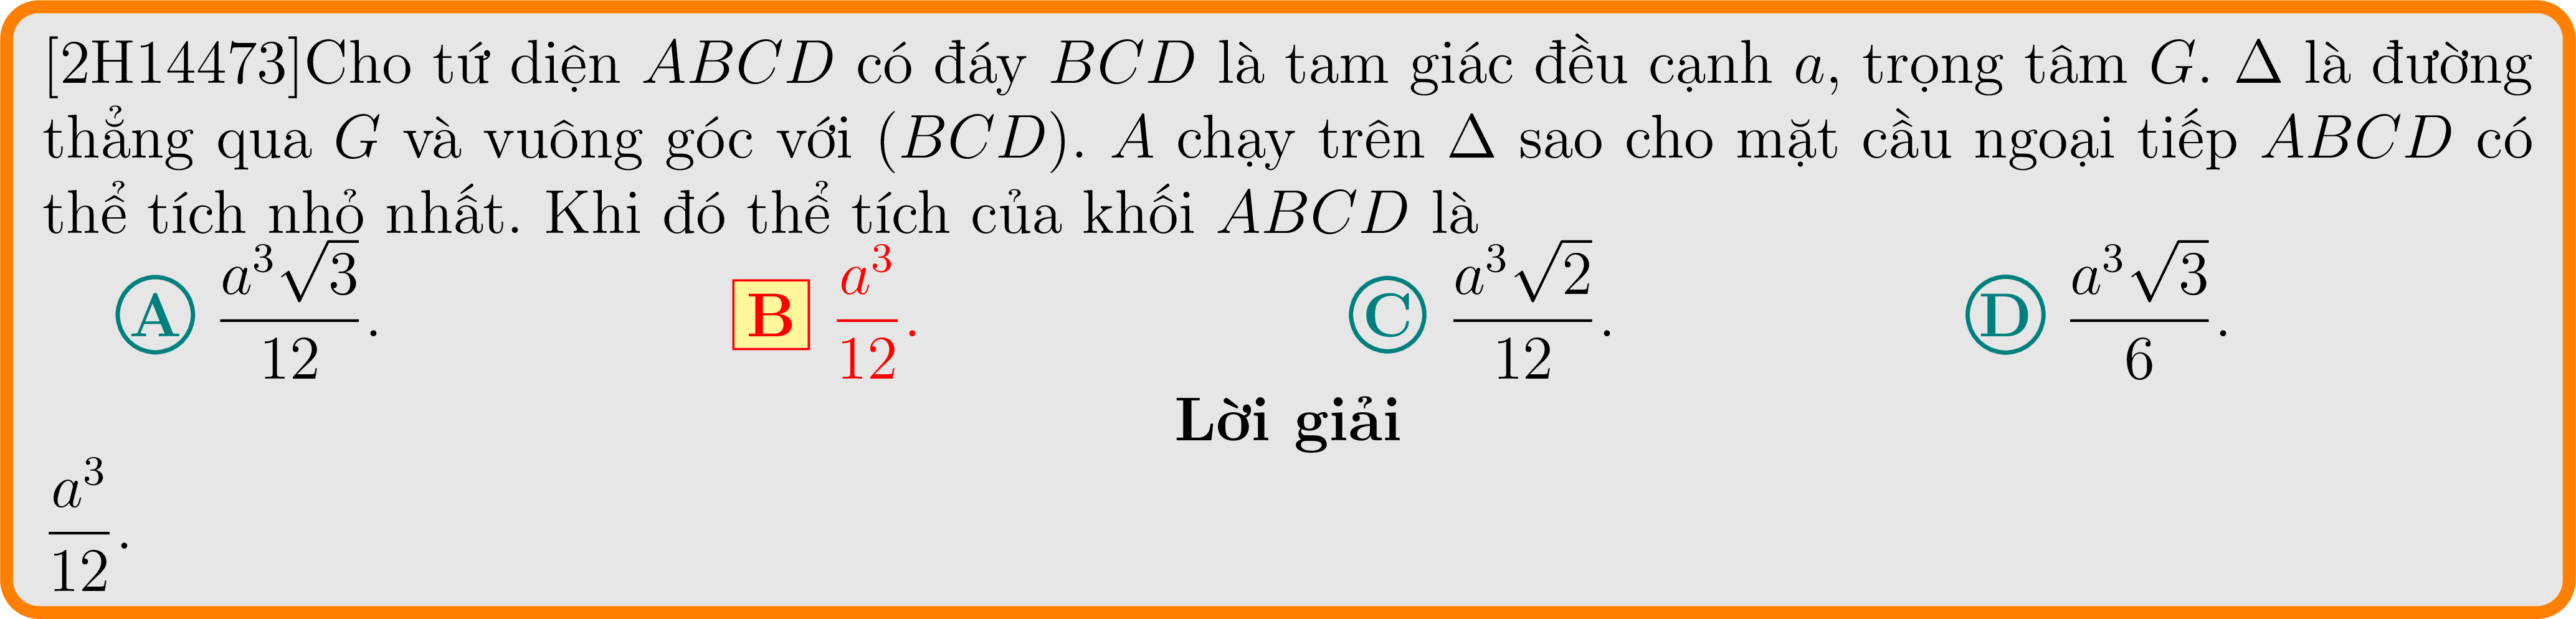 [2H14473]Cho tứ diện ABCD có đáy BCD là tam giác đều cạnh a, trọng tâm G. Δ là đường
thẳng qua G và vuông góc với (BCD). A chạy trên Δ sao cho mặt cầu ngoại tiếp ABCD có
thể tích nhỏ nhất. Khi đó thể tích của khối ABCD là
A $\frac{a^3\sqrt{3}}{12}$. B $\frac{a^3}{12}$. C $\frac{a^3\sqrt{2}}{12}$. D $\frac{a^3\sqrt{3}}{6}$.
Lời giải
$\frac{a^3}{12}$.